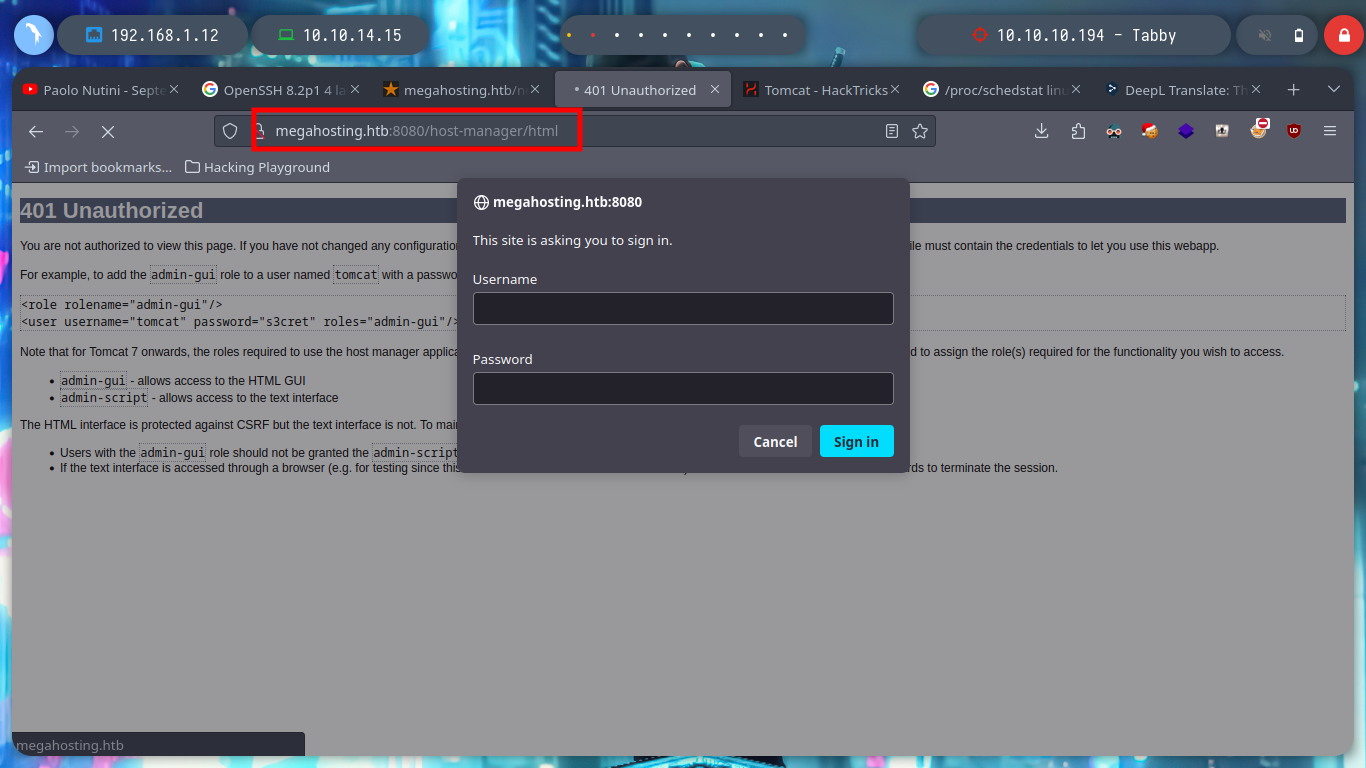 192.168.1.12
10.10.14.15
10.10.10.194 - Tabby
Paolo Nutini - Septe
OpenSSH 8.2p1 4 la
megahosting.htb/n
401 Unauthorized
Tomcat - HackTricks
/proc/schedstat linu
DeepL Translate: Th
megahosting.htb:8080/host-manager/html
Import bookmarks...
Hacking Playground
401 Unauthorized
You are not authorized to view this page. If you have not changed any configuration
ile must contain the credentials to let you use this webapp.
For example, to add the admin-gui role to a user named tomcat with a passwo
<role rolename="admin-gui"/>
<user username="tomcat" password="s3cret" roles="admin-gui"/>
Note that for Tomcat 7 onwards, the roles required to use the host manager applica
d to assign the role(s) required for the functionality you wish to access.
admin-gui - allows access to the HTML GUI
admin-script - allows access to the text interface
The HTML interface is protected against CSRF but the text interface is not. To main
Users with the admin-gui role should not be granted the admin-script
If the text interface is accessed through a browser (e.g. for testing since this
rds to terminate the session.
megahosting.htb:8080
This site is asking you to sign in.
Username
Password
Cancel
Sign in
megahosting.htb